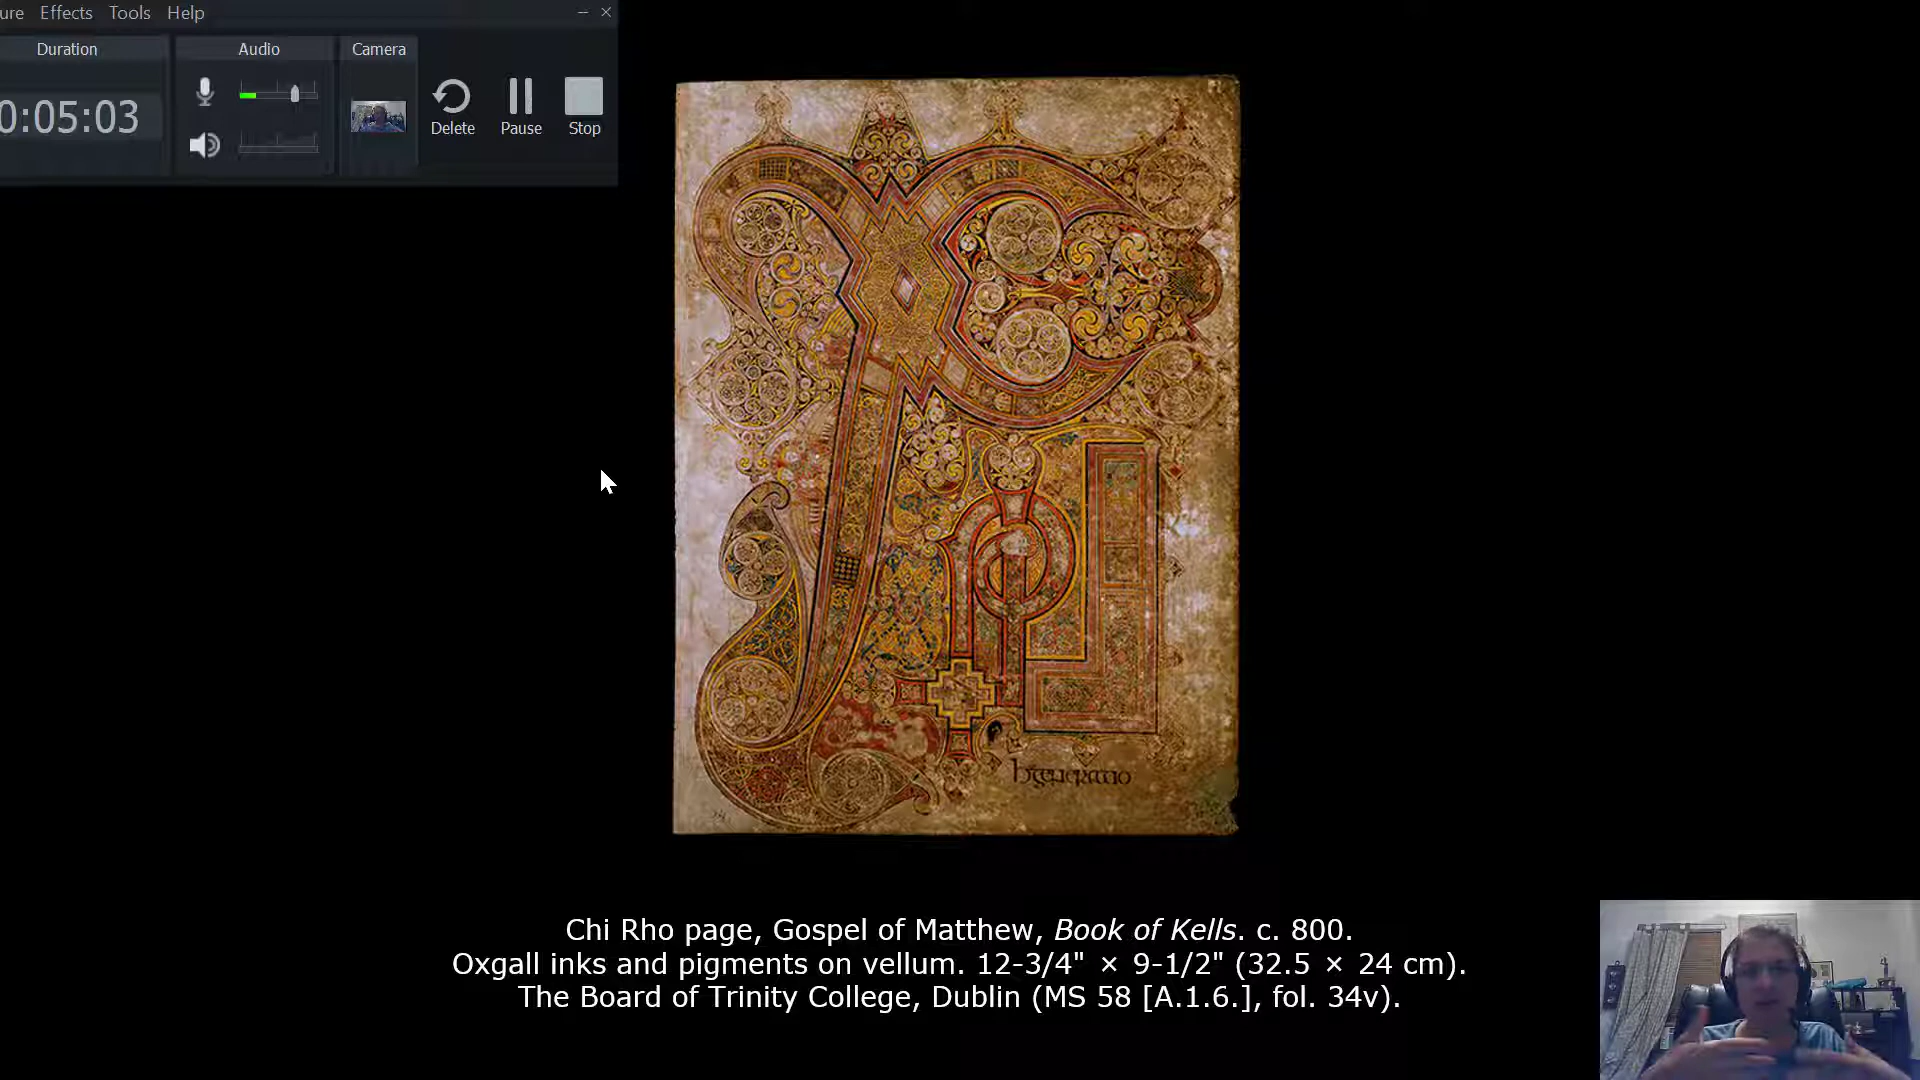 ure Effects Tools Help
Duration Audio Camera
0:05:03
Delete Pause Stop
Chi Rho page, Gospel of Matthew, Book of Kells. c. 800.
Oxgall inks and pigments on vellum. 12-3/4" × 9-1/2" (32.5 × 24 cm).
The Board of Trinity College, Dublin (MS 58 [A.1.6.], fol. 34v).